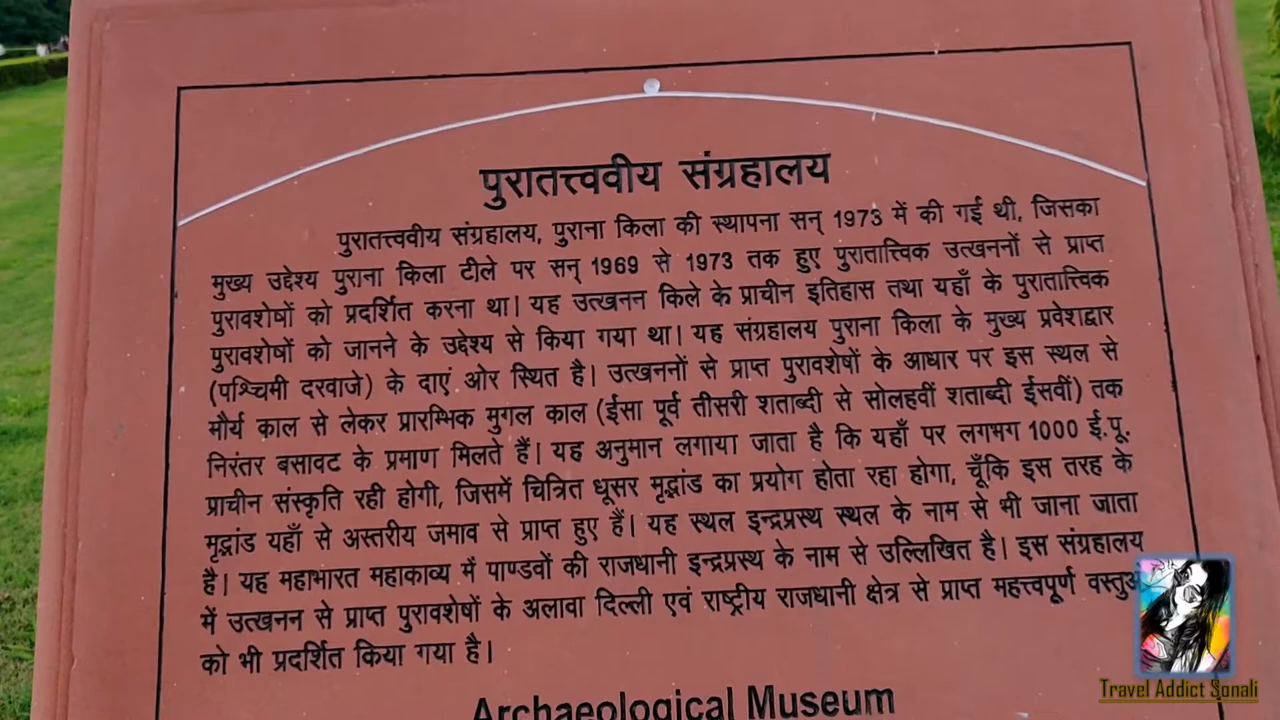 पुरातत्त्ववीय संग्रहालय
पुरातत्त्ववीय संग्रहालय, पुराना किला की स्थापना सन् 1973 में की गई थी, जिसका
मुख्य उद्देश्य पुराना किला टीले पर सन् 1969 से 1973 तक हुए पुरातात्त्विक उत्खननों से प्राप्त
पुरावशेषों को प्रदर्शित करना था। यह उत्खनन किले के प्राचीन इतिहास तथा यहाँ के पुरातात्त्विक
पुरावशेषों को जानने के उद्देश्य से किया गया था। यह संग्रहालय पुराना किला के मुख्य प्रवेशद्वार
(पश्चिमी दरवाजे) के दाएं ओर स्थित है। उत्खननों से प्राप्त पुरावशेषों के आधार पर इस स्थल से
मौर्य काल से लेकर प्रारम्भिक मुगल काल (ईसा पूर्व तीसरी शताब्दी से सोलहवीं शताब्दी ईसवीं) तक
निरंतर बसावट के प्रमाण मिलते हैं। यह अनुमान लगाया जाता है कि यहाँ पर लगभग 1000 ई.पू.
प्राचीन संस्कृति रही होगी, जिसमें चित्रित धूसर मृद्भांड का प्रयोग होता रहा होगा, चूँकि इस तरह के
मृद्भांड यहाँ से अस्तरीय जमाव से प्राप्त हुए हैं। यह स्थल इन्द्रप्रस्थ स्थल के नाम से भी जाना जाता
है। यह महाभारत महाकाव्य में पाण्डवों की राजधानी इन्द्रप्रस्थ के नाम से उल्लिखित है। इस संग्रहालय
में उत्खनन से प्राप्त पुरावशेषों के अलावा दिल्ली एवं राष्ट्रीय राजधानी क्षेत्र से प्राप्त महत्त्वपूर्ण
को भी प्रदर्शित किया गया है।
Archaeological Museum
Travel Addict Sonali